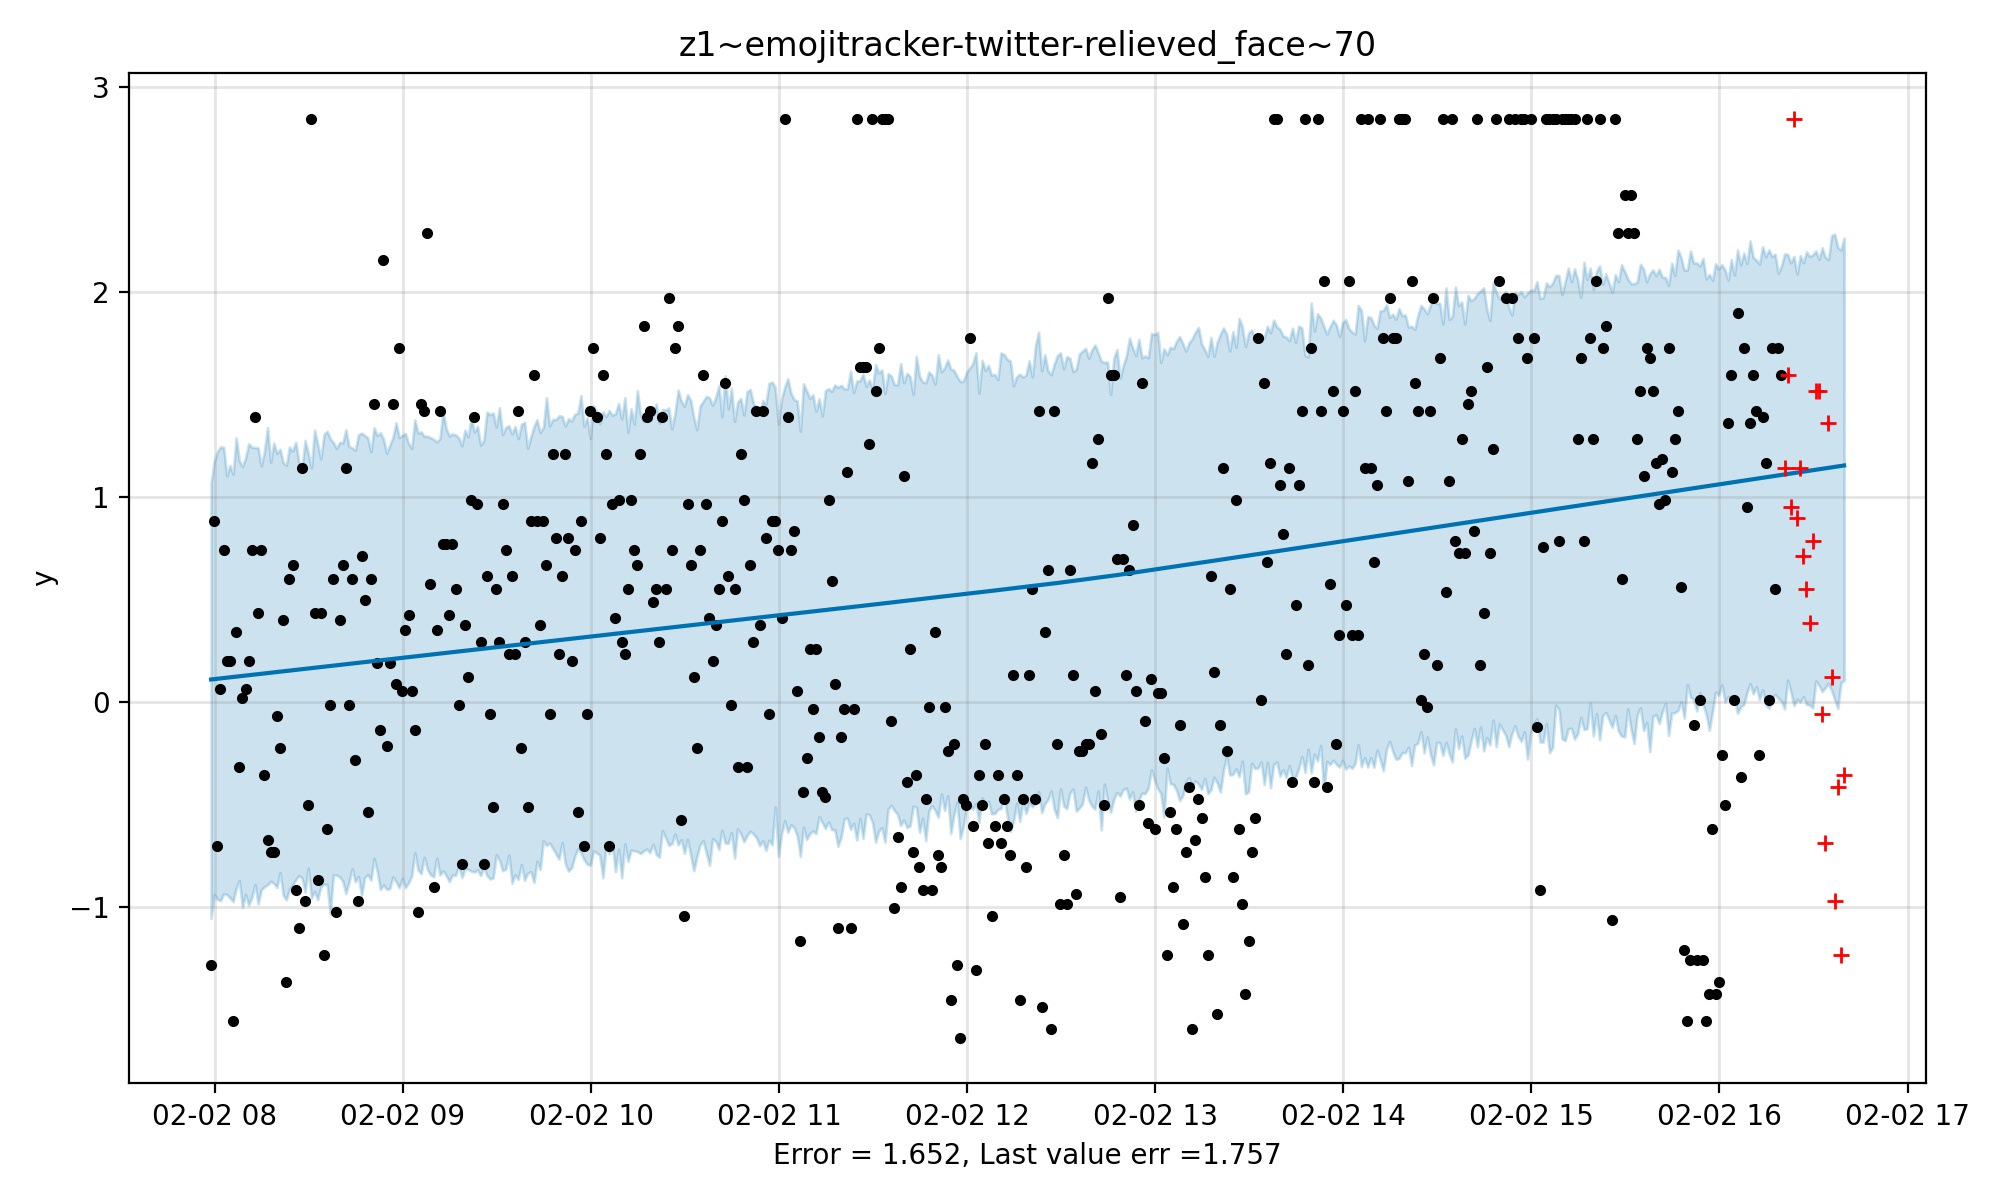 z1~emojitracker-twitter-relieved_face~70
3
2
1
0
−1
y
02-02 08 02-02 09 02-02 10 02-02 11 02-02 12 02-02 13 02-02 14 02-02 15 02-02 16 02-02 17
Error = 1.652, Last value err =1.757